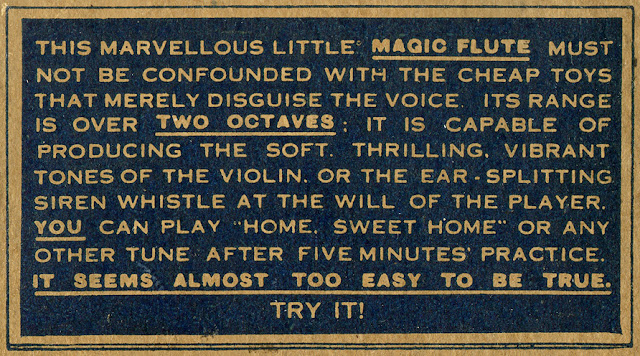 THIS MARVELLOUS LITTLE MAGIC FLUTE MUST
NOT BE CONFOUNDED WITH THE CHEAP TOYS
THAT MERELY DISGUISE THE VOICE. ITS RANGE
IS OVER TWO OCTAVES; IT IS CAPABLE OF
PRODUCING THE SOFT, THRILLING, VIBRANT
TONES OF THE VIOLIN, OR THE EAR-SPLITTING
SIREN WHISTLE AT THE WILL OF THE PLAYER.
YOU CAN PLAY "HOME, SWEET HOME" OR ANY
OTHER TUNE AFTER FIVE MINUTES' PRACTICE.
IT SEEMS ALMOST TOO EASY TO BE TRUE.
TRY IT!